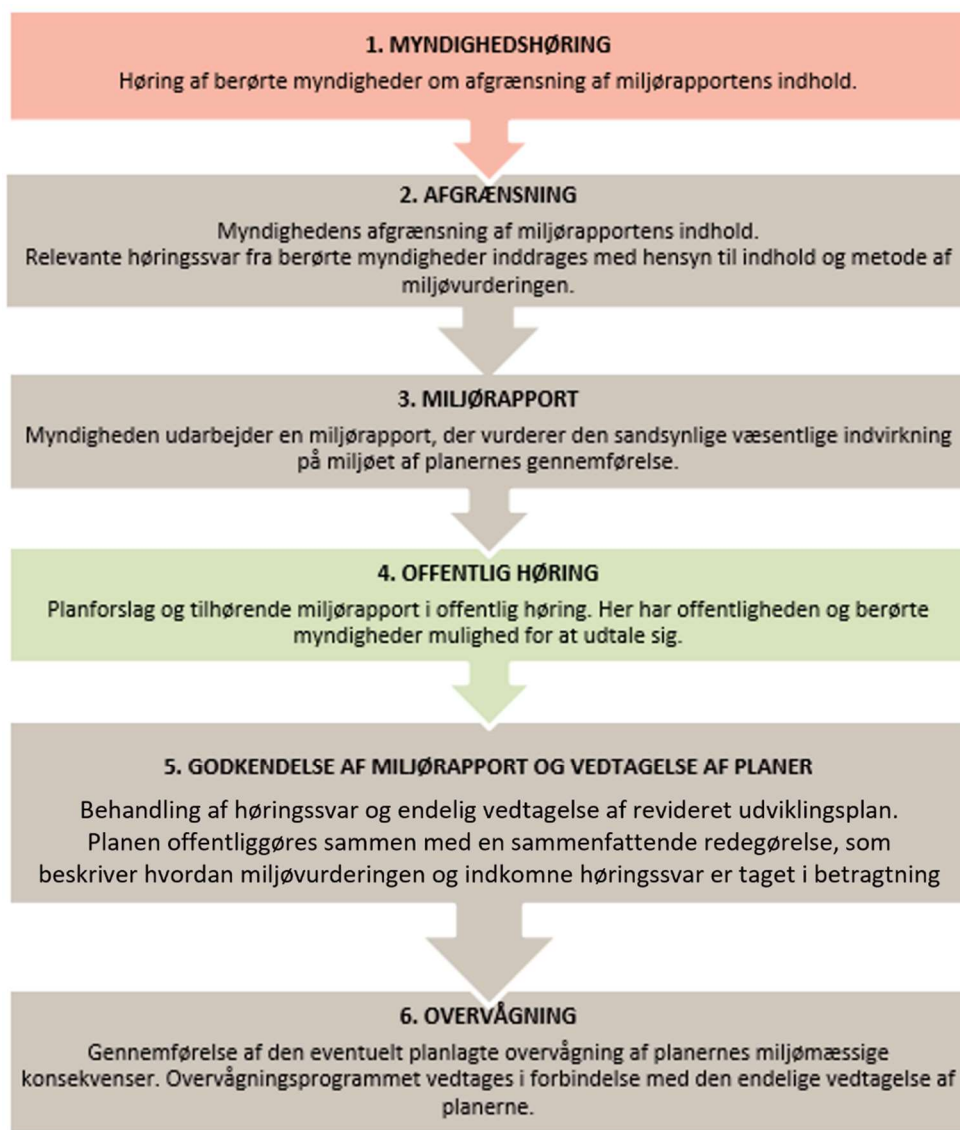 1. MYNDIGHEDSHØRING
Høring af berørte myndigheder om afgrænsning af miljørapportens indhold.
2. AFGRÆNSNING
Myndighedens afgrænsning af miljørapportens indhold.
Relevante høringssvar fra berørte myndigheder inddrages med hensyn til indhold og metode af
miljøvurderingen.
3. MILJØRAPPORT
Myndigheden udarbejder en miljørapport, der vurderer den sandsynlige væsentlige indvirkning
på miljøet af planernes gennemførelse.
4. OFFENTLIG HØRING
Planforslag og tilhørende miljørapport i offentlig høring. Her har offentligheden og berørte
myndigheder mulighed for at udtale sig.
5. GODKENDELSE AF MILJØRAPPORT OG VEDTAGELSE AF PLANER
Behandling af høringssvar og endelig vedtagelse af revideret udviklingsplan.
Planen offentliggøres sammen med en sammenfattende redegørelse, som
beskriver hvordan miljøvurderingen og indkomne høringssvar er taget i betragtning
6. OVERVÅGNING
Gennemførelse af den eventuelt planlagte overvågning af planernes miljømæssige
konsekvenser. Overvågningsprogrammet vedtages i forbindelse med den endelige vedtagelse af
planerne.